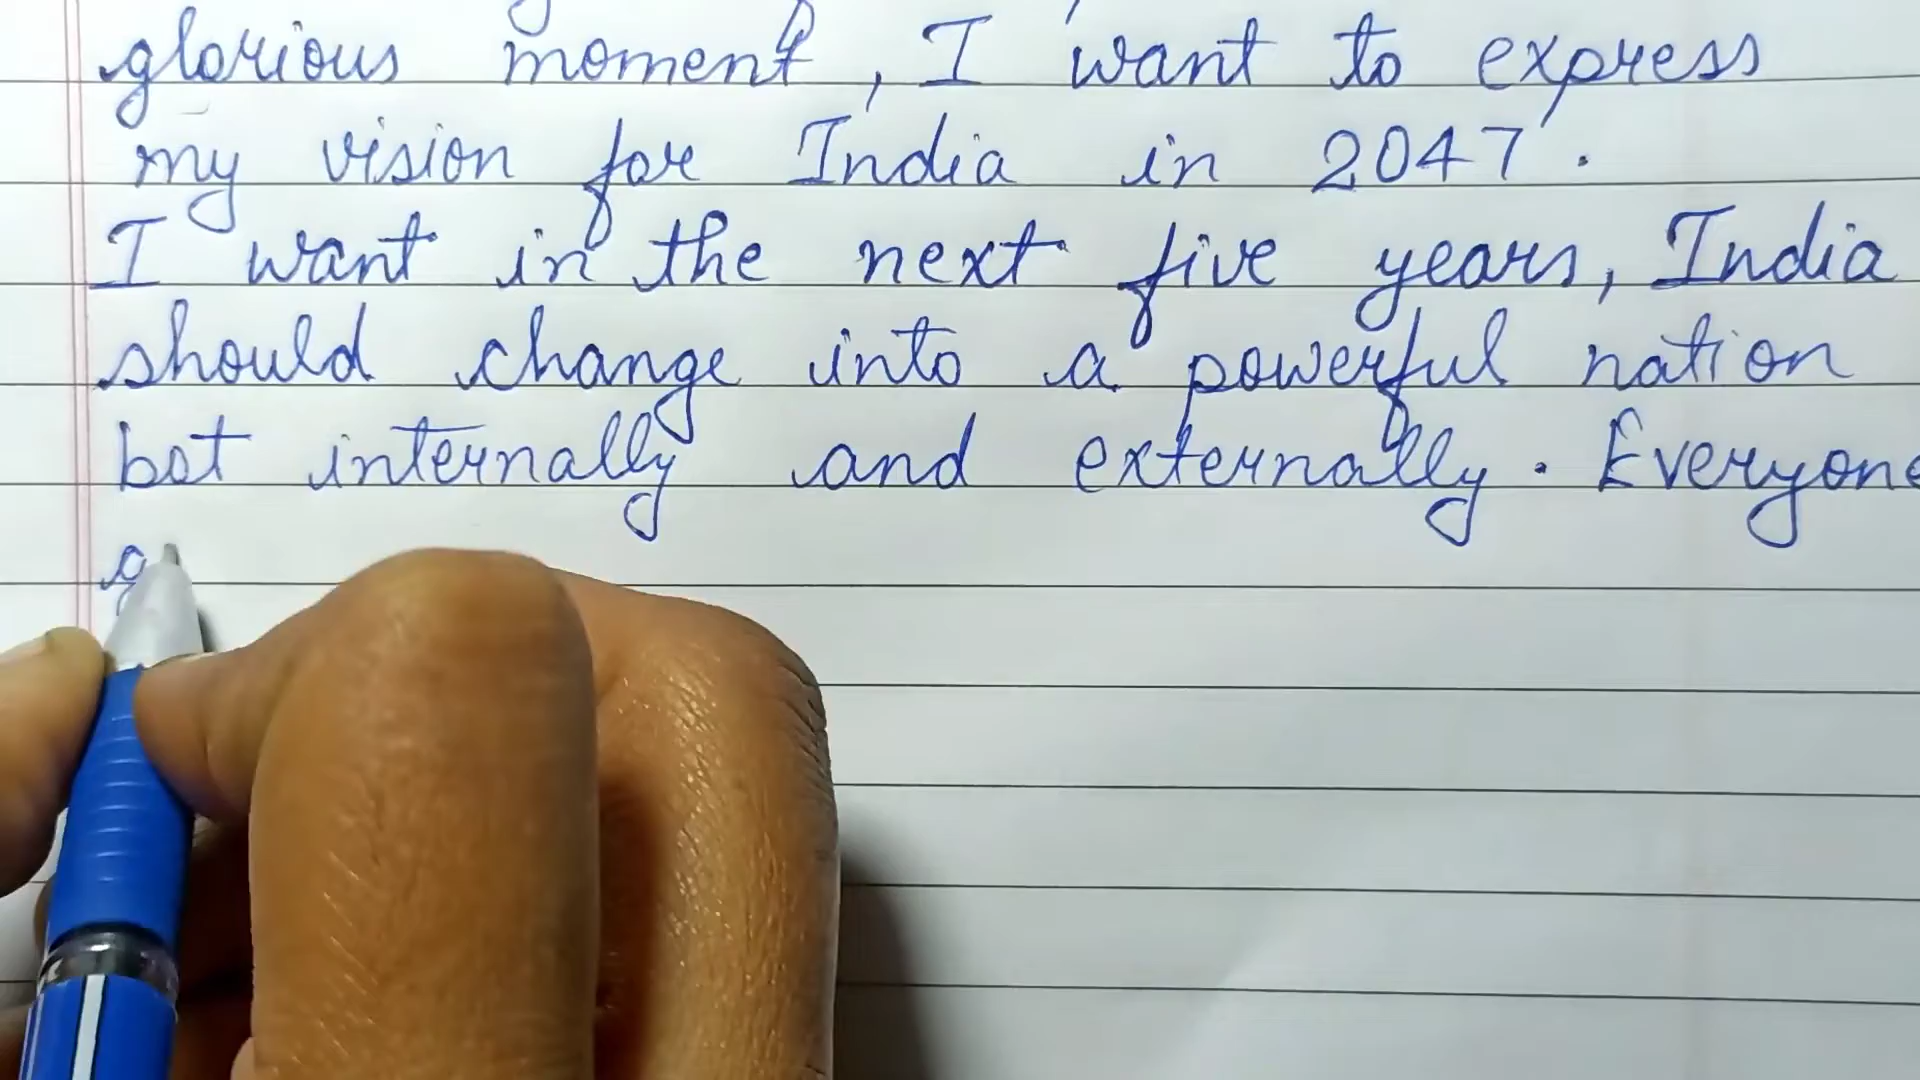 glorious moment, I want to express
my vision for India in 2047.
I want in the next five years, India
should change into a powerful nation
bot internally and externally. Everyone
g